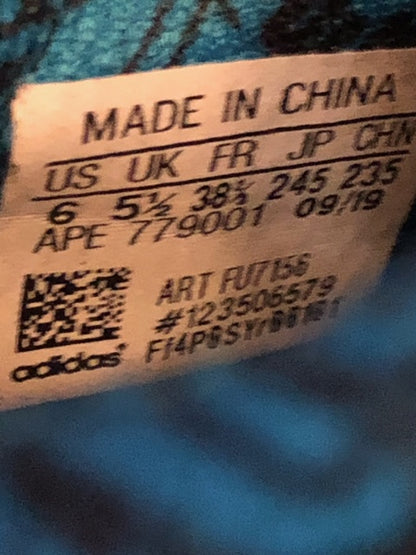 MADE IN CHINA
US UK FR JP CHN
6 5½ 38⅔ 245 235
APE 779001 09/19
ART FU7156
#123506579
adidas